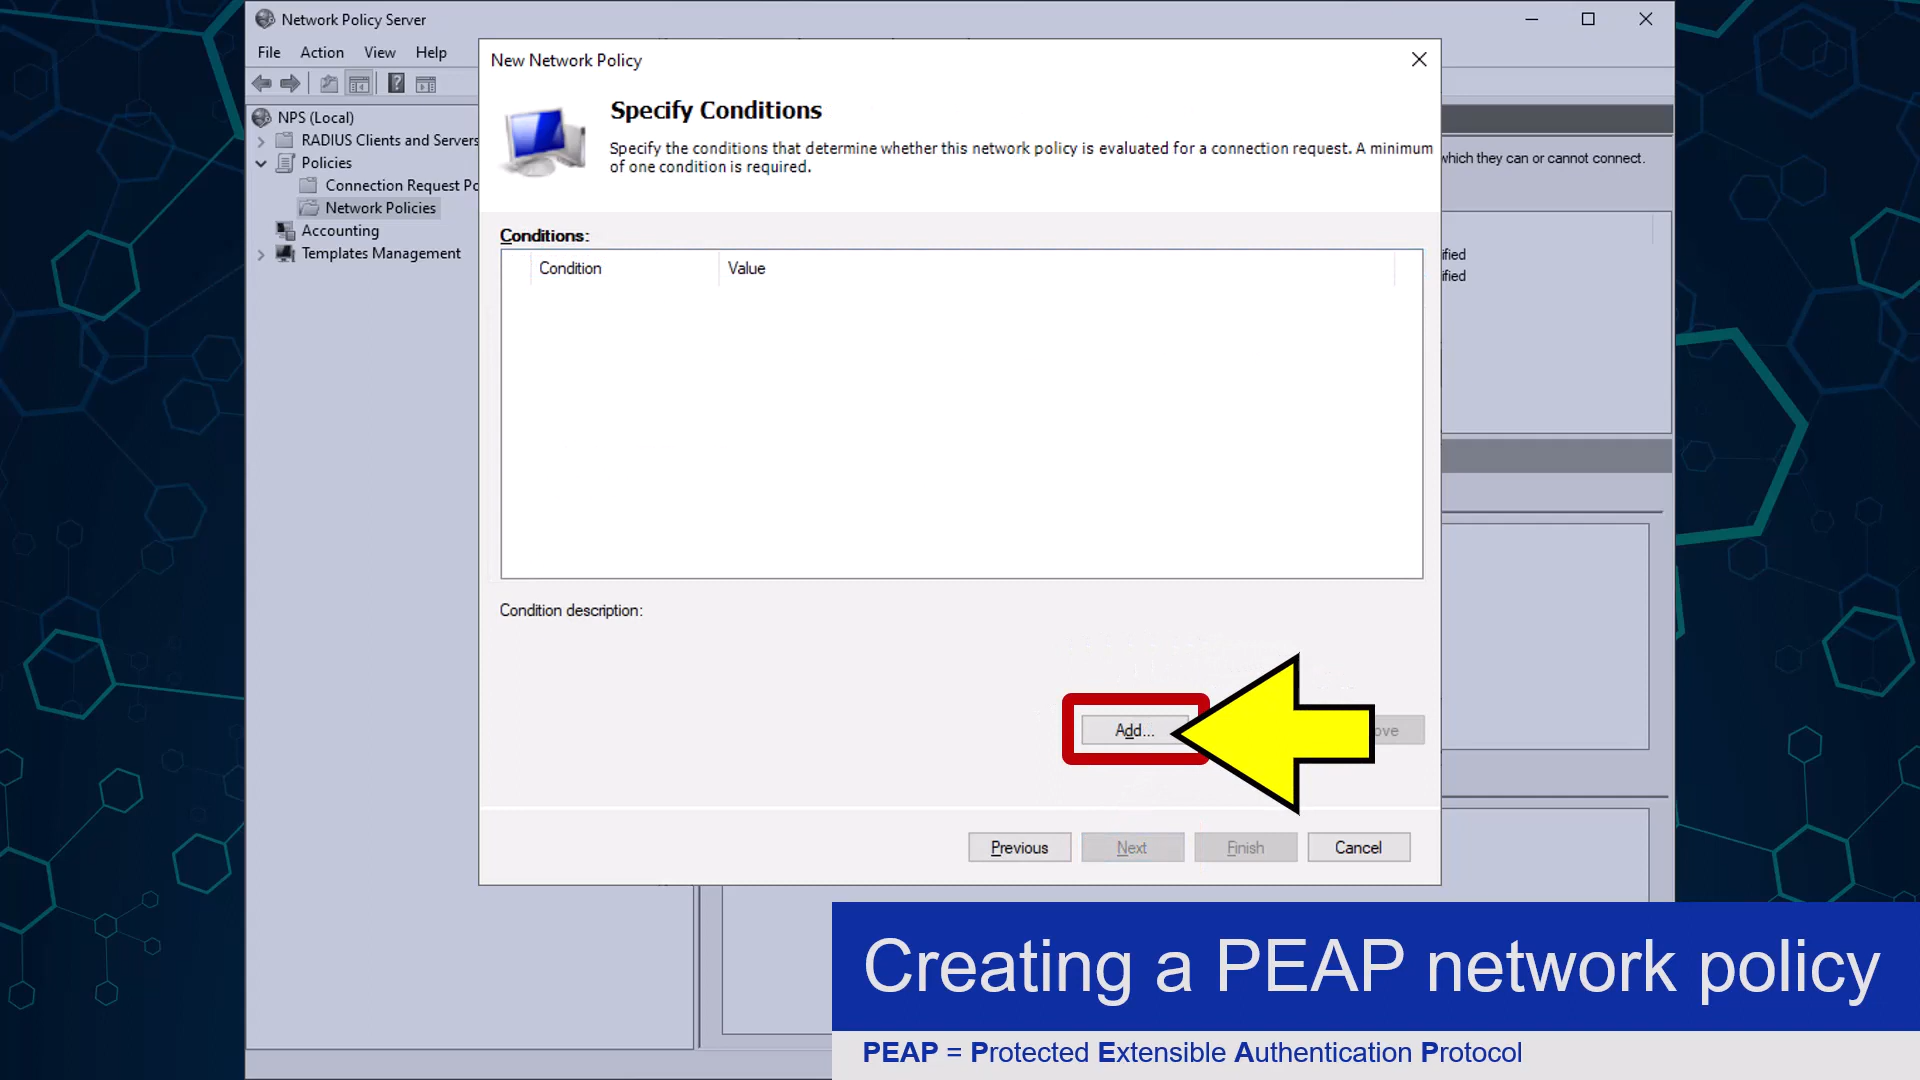 Network Policy Server
File Action View Help
New Network Policy
NPS (Local)
RADIUS Clients and Servers
Policies
Connection Request Po
Network Policies
Accounting
Templates Management
Specify Conditions
Specify the conditions that determine whether this network policy is evaluated for a connection request. A minimum
of one condition is required.
which they can or cannot connect.
Conditions:
Condition Value
ified
ified
Condition description:
Add...
ove
Previous Next Finish Cancel
Creating a PEAP network policy
PEAP = Protected Extensible Authentication Protocol